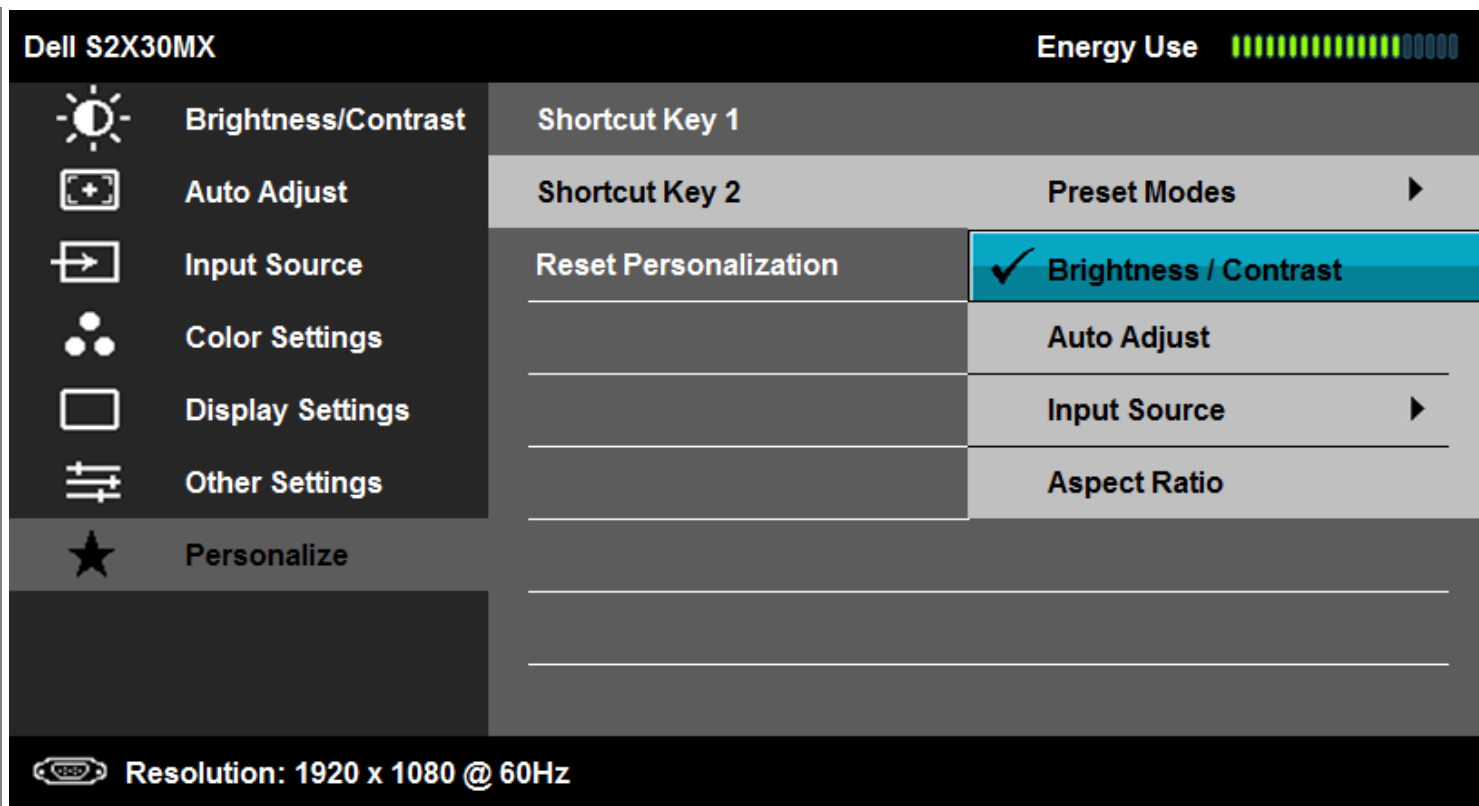 Dell S2X30MX Energy Use
Brightness/Contrast Shortcut Key 1
Auto Adjust Shortcut Key 2 Preset Modes
Input Source Reset Personalization Brightness / Contrast
Color Settings Auto Adjust
Display Settings Input Source
Other Settings Aspect Ratio
Personalize
Resolution: 1920 x 1080 @ 60Hz